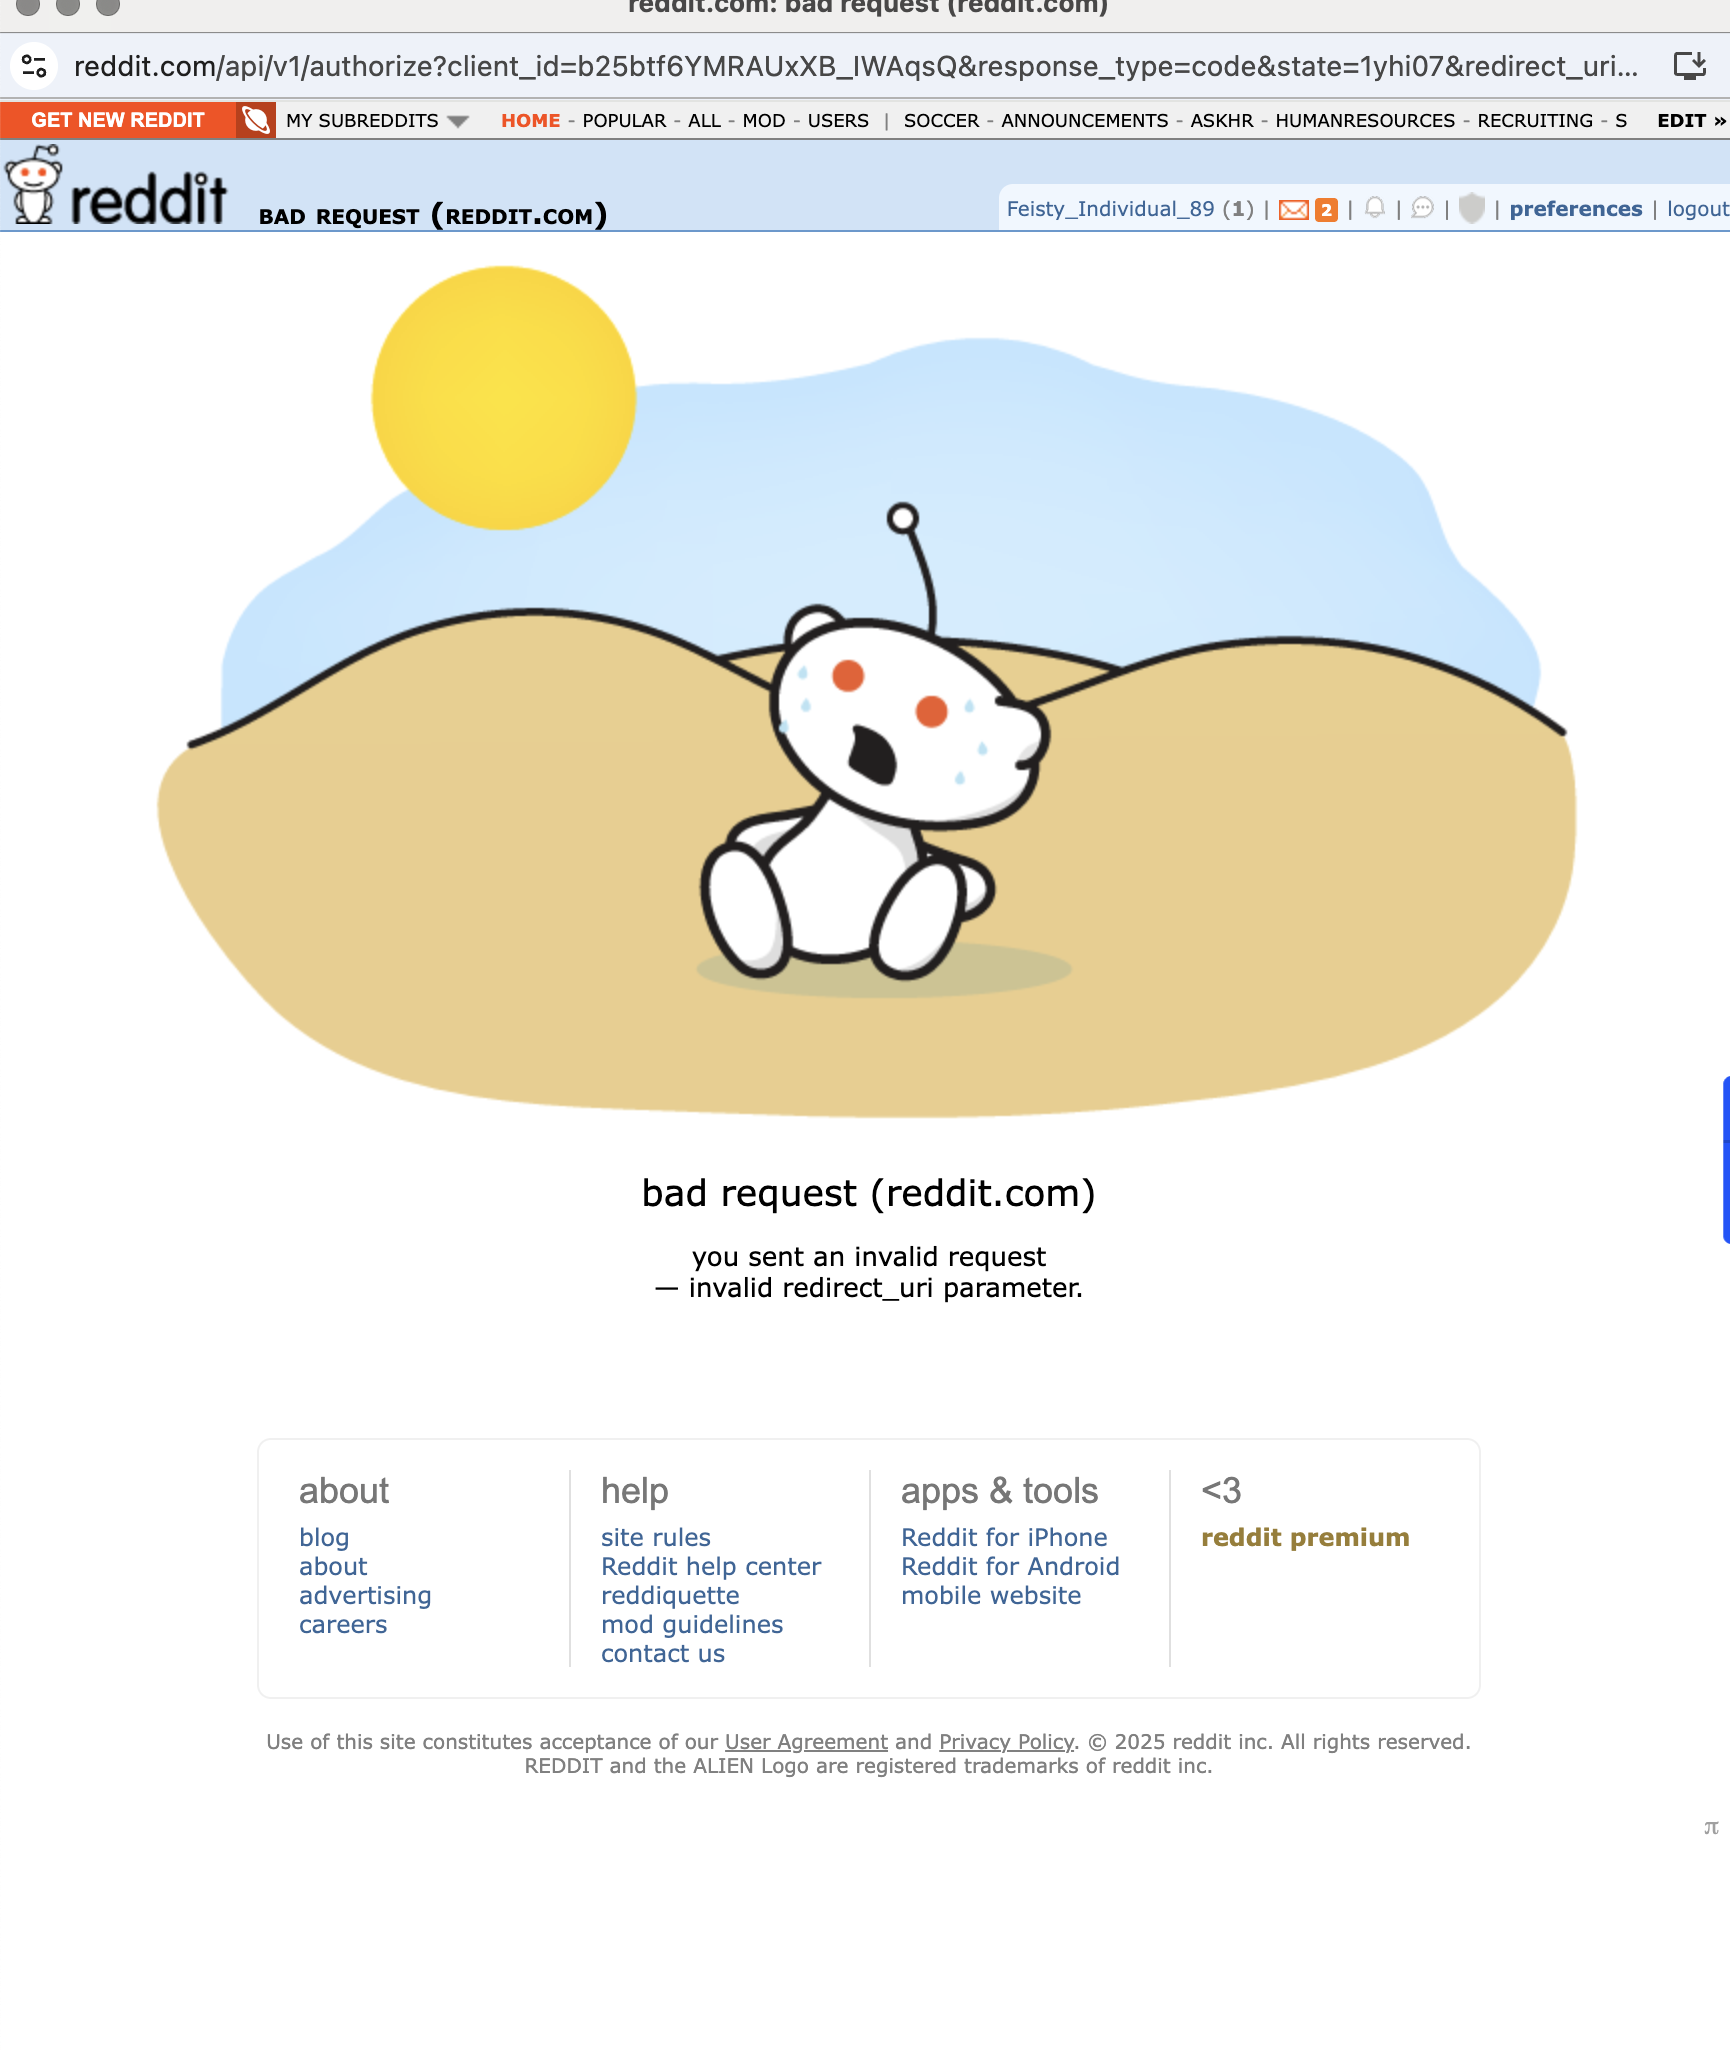 reddit.com: bad request (reddit.com)
reddit.com/api/v1/authorize?client_id=b25btf6YMRAUxXB_IWAqsQ&response_type=code&state=1yhi07&redirect_uri...
GET NEW REDDIT MY SUBREDDITS HOME - POPULAR - ALL - MOD - USERS | SOCCER - ANNOUNCEMENTS - ASKHR - HUMANRESOURCES - RECRUITING - S EDIT »
reddit BAD REQUEST (REDDIT.COM) Feisty_Individual_89 (1) | 2 | | | | preferences | logout
bad request (reddit.com)
you sent an invalid request
— invalid redirect_uri parameter.
about
blog
about
advertising
careers
help
site rules
Reddit help center
reddiquette
mod guidelines
contact us
apps & tools
Reddit for iPhone
Reddit for Android
mobile website
<3
reddit premium
Use of this site constitutes acceptance of our User Agreement and Privacy Policy. © 2025 reddit inc. All rights reserved.
REDDIT and the ALIEN Logo are registered trademarks of reddit inc.
π